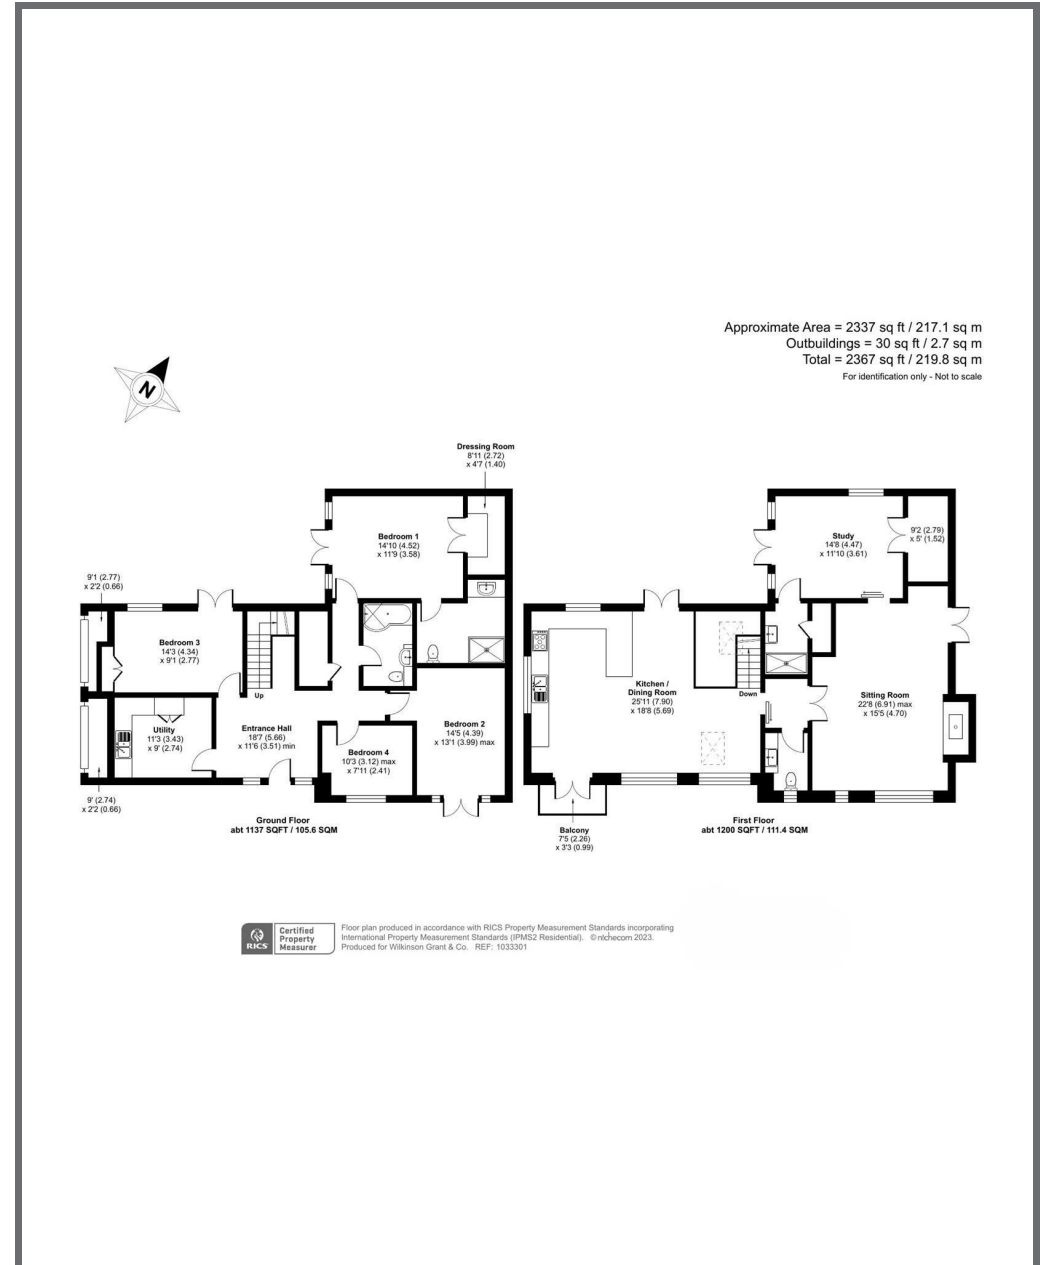 Approximate Area = 2337 sq ft / 217.1 sq m
Outbuildings = 30 sq ft / 2.7 sq m
Total = 2367 sq ft / 219.8 sq m
For identification only - Not to scale
N
Dressing Room
8'11 (2.72)
x 4'7 (1.40)
Bedroom 1
14'10 (4.52)
x 11'9 (3.58)
9'1 (2.77)
x 2'2 (0.66)
Bedroom 3
14'3 (4.34)
x 9'1 (2.77)
Up
Utility
11'3 (3.43)
x 9' (2.74)
Entrance Hall
18'7 (5.66)
x 11'6 (3.51) min
Bedroom 2
14'5 (4.39)
x 13'1 (3.99) max
Bedroom 4
10'3 (3.12) max
x 7'11 (2.41)
9' (2.74)
x 2'2 (0.66)
Ground Floor
abt 1137 SQFT / 105.6 SQM
Study
14'8 (4.47)
x 11'10 (3.61)
9'2 (2.79)
x 5' (1.52)
Kitchen /
Dining Room
25'11 (7.90)
x 18'8 (5.69)
Down
Sitting Room
22'8 (6.91) max
x 15'5 (4.70)
Balcony
7'5 (2.26)
x 3'3 (0.99)
First Floor
abt 1200 SQFT / 111.4 SQM
RICS
Certified
Property
Measurer
Floor plan produced in accordance with RICS Property Measurement Standards incorporating
International Property Measurement Standards (IPMS2 Residential). © nichecom 2023.
Produced for Wilkinson Grant & Co. REF: 1033301